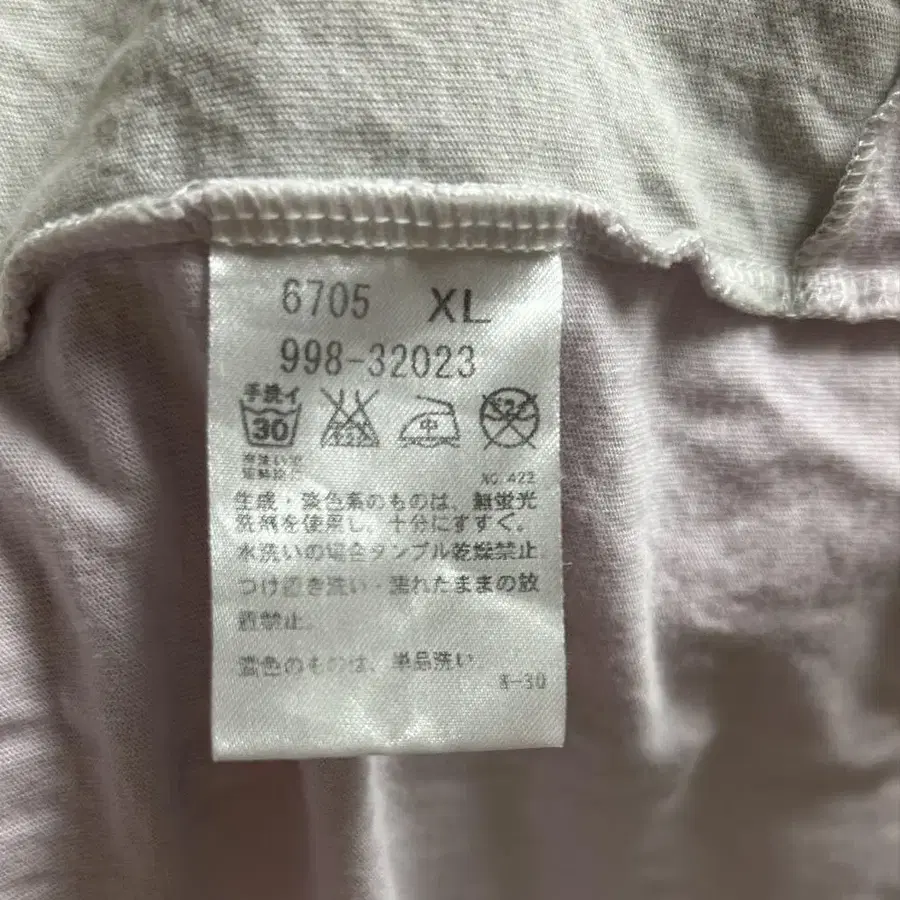 6705 XL
998-32023
手洗イ
30 中
NO.422
生成・淡色系のものは、無蛍光
洗剤を使用し、十分にすすぐ。
水洗いの場合タンブル乾燥禁止
つけ置き洗い・濡れたままの放
置禁止。
濃色のものは、単品洗い
8-30